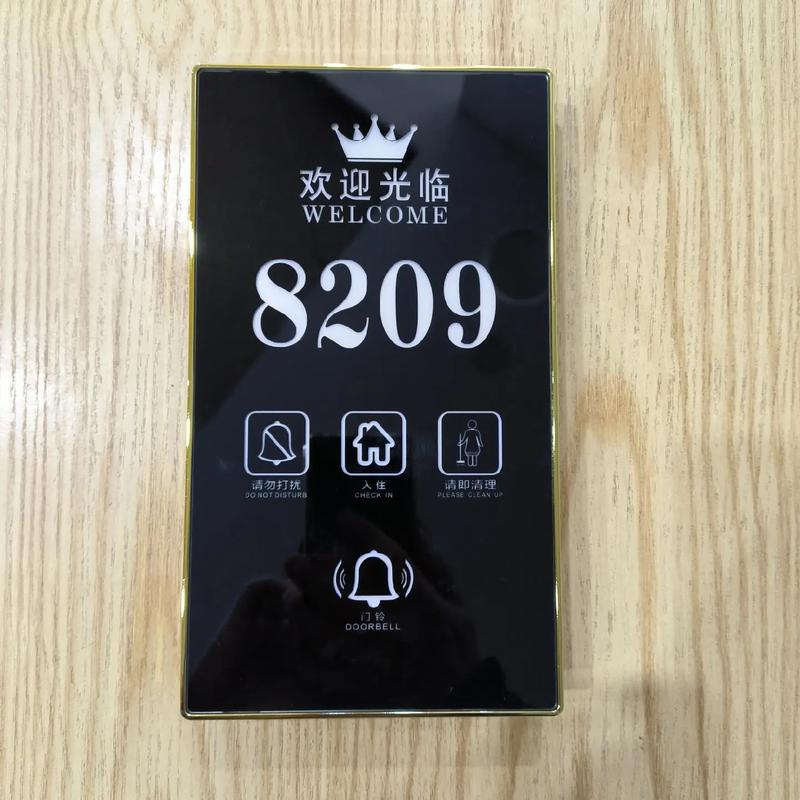 欢迎光临
WELCOME
8209
请勿打扰
DO NOT DISTURB
入住
CHECK IN
请即清理
PLEASE CLEAN UP
门铃
DOORBELL